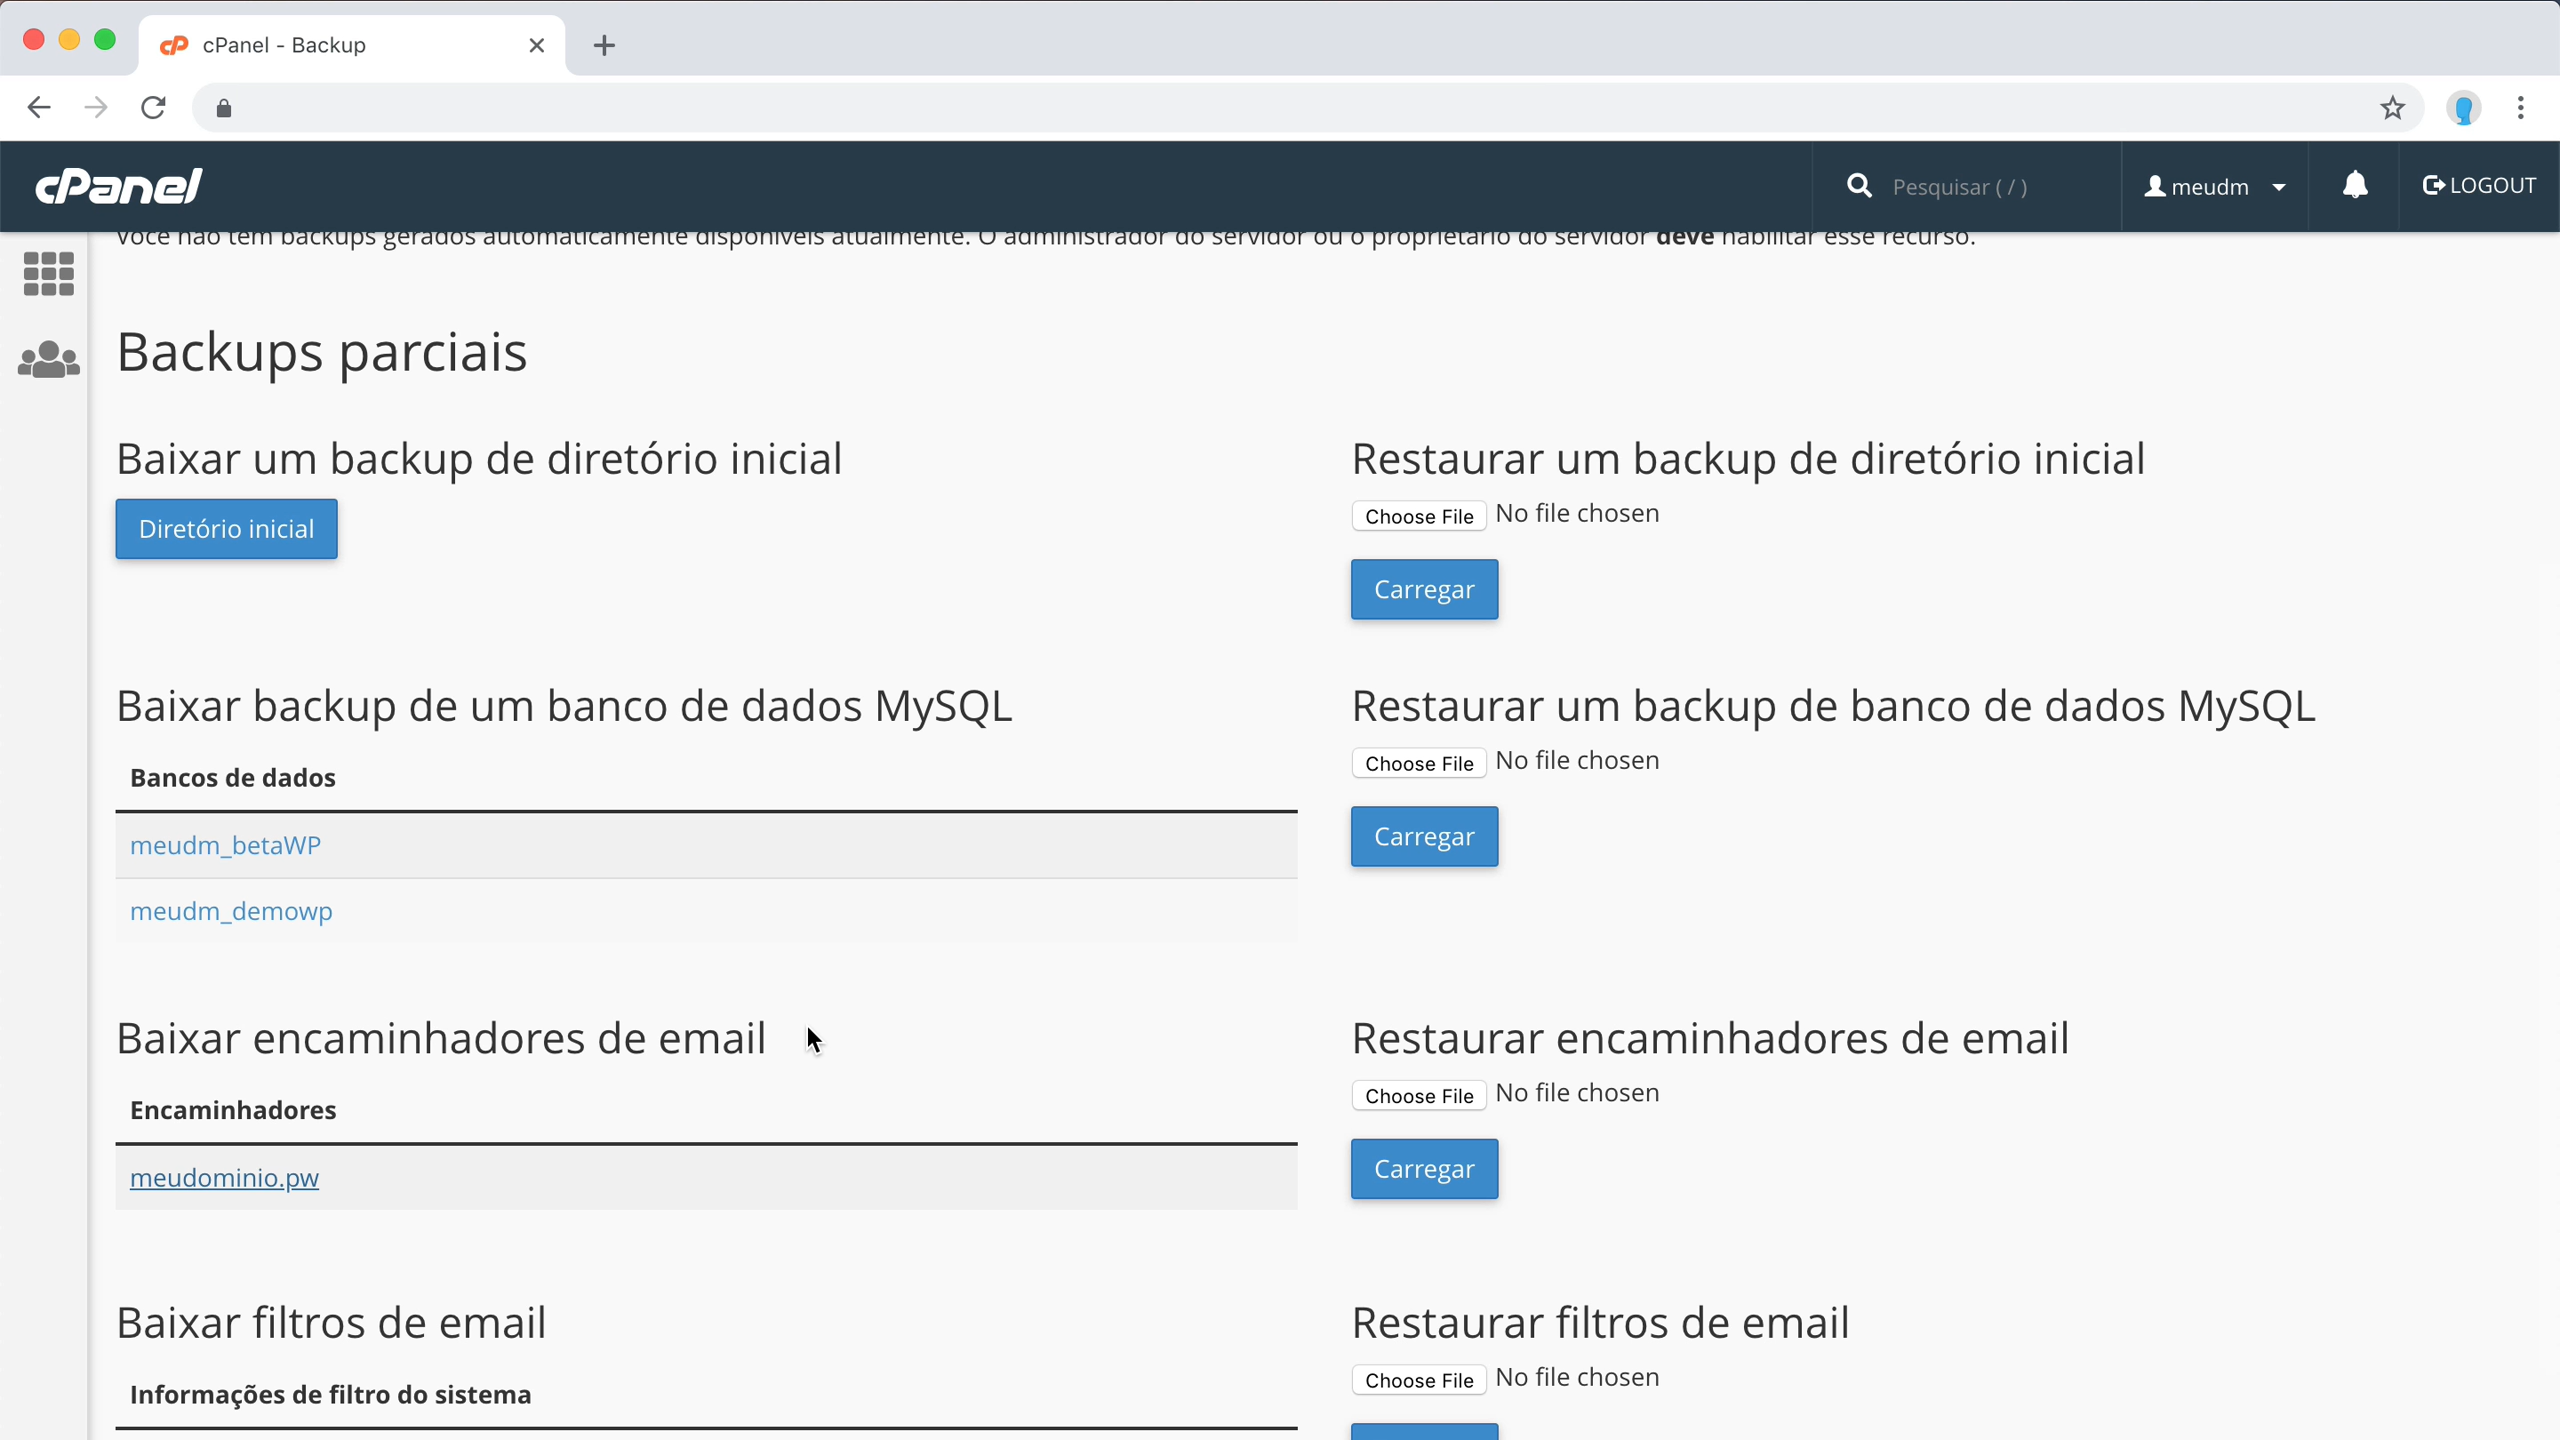 cPanel - Backup
cPanel
Pesquisar ( / )
meudm
LOGOUT
Você não tem backups gerados automaticamente disponíveis atualmente. O administrador do servidor ou o proprietário do servidor deve habilitar esse recurso.
Backups parciais
Baixar um backup de diretório inicial
Diretório inicial
Restaurar um backup de diretório inicial
Choose File No file chosen
Carregar
Baixar backup de um banco de dados MySQL
Bancos de dados
meudm_betaWP
meudm_demowp
Restaurar um backup de banco de dados MySQL
Choose File No file chosen
Carregar
Baixar encaminhadores de email
Encaminhadores
meudominio.pw
Restaurar encaminhadores de email
Choose File No file chosen
Carregar
Baixar filtros de email
Informações de filtro do sistema
Restaurar filtros de email
Choose File No file chosen